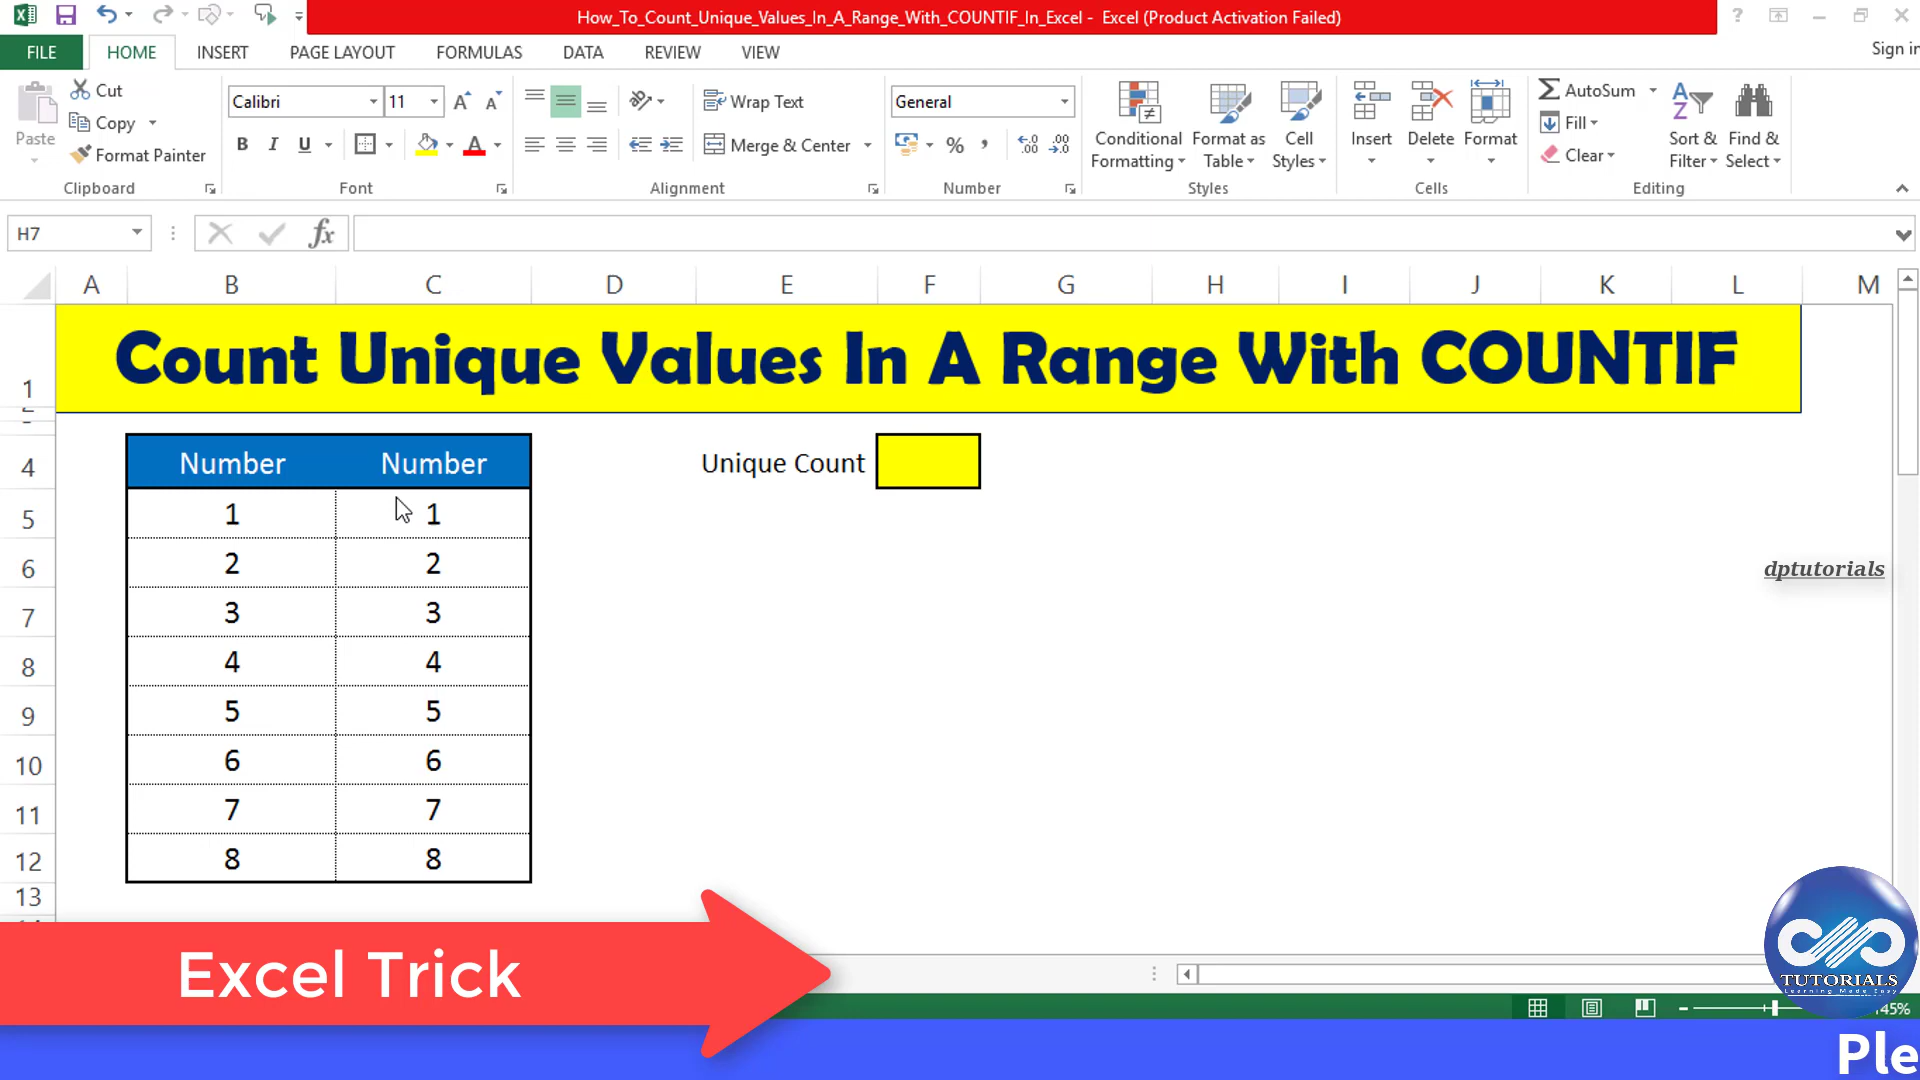 How_To_Count_Unique_Values_In_A_Range_With_COUNTIF_In_Excel - Excel (Product Activation Failed)
FILE HOME INSERT PAGE LAYOUT FORMULAS DATA REVIEW VIEW Sign in
Paste
Cut
Copy
Format Painter
Clipboard
Calibri 11
B I U
Font
Wrap Text
Merge & Center
Alignment
General
%
Number
Conditional Formatting
Format as Table
Cell Styles
Styles
Insert
Delete
Format
Cells
AutoSum
Fill
Clear
Sort & Filter
Find & Select
Editing
H7 fx
A B C D E F G H I J K L M
1 Count Unique Values In A Range With COUNTIF
4 Number Number Unique Count
5 1 1
6 2 2
dptutorials
7 3 3
8 4 4
9 5 5
10 6 6
11 7 7
12 8 8
13
Excel Trick
TUTORIALS
Learning Made Easy
45%
Ple